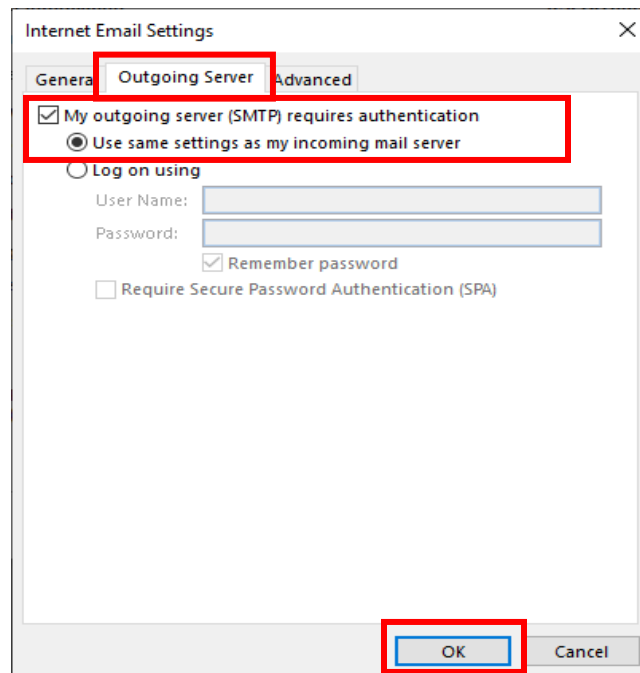 Internet Email Settings
Genera Outgoing Server Advanced
My outgoing server (SMTP) requires authentication
Use same settings as my incoming mail server
Log on using
User Name:
Password:
Remember password
Require Secure Password Authentication (SPA)
OK Cancel